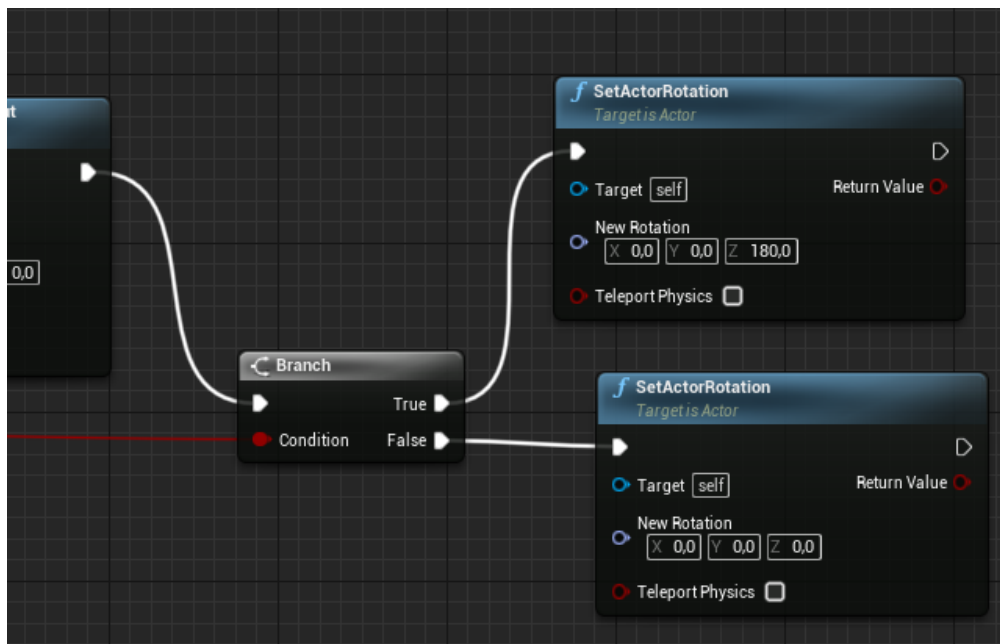 0,0
Branch
True
Condition
False
SetActorRotation
Target is Actor
Target self
Return Value
New Rotation
X 0,0 Y 0,0 Z 180,0
Teleport Physics
SetActorRotation
Target is Actor
Target self
Return Value
New Rotation
X 0,0 Y 0,0 Z 0,0
Teleport Physics